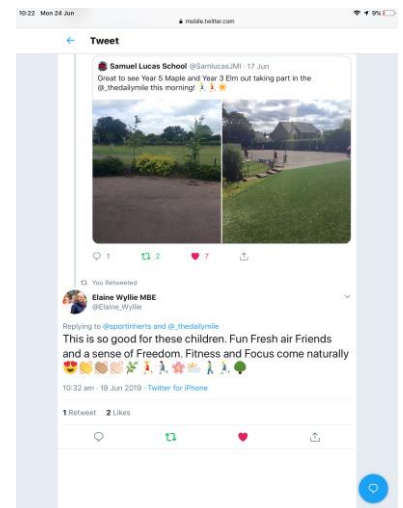 10:22 Mon 24 Jun
9%
mobile.twitter.com
Tweet
Samuel Lucas School @SamlucasJMI · 17 Jun
Great to see Year 5 Maple and Year 3 Elm out taking part in the
@_thedailymile this morning!
1 2 7
You Retweeted
Elaine Wyllie MBE
@Elaine_Wyllie
Replying to @sportinherts and @_thedailymile
This is so good for these children. Fun Fresh air Friends
and a sense of Freedom. Fitness and Focus come naturally
10:32 am · 18 Jun 2019 · Twitter for iPhone
1 Retweet 2 Likes